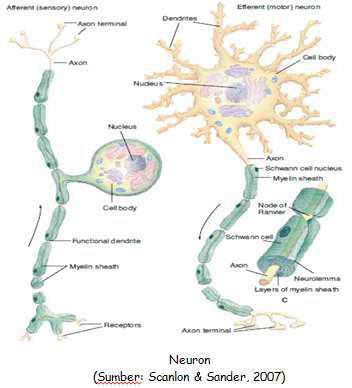 Afferent (sensory) neuron
Axon terminal
Axon
Nucleus
Cell body
Functional dendrite
Myelin sheath
Receptors
Efferent (motor) neuron
Dendrites
Cell body
Nucleus
Axon
Schwann cell nucleus
Myelin sheath
Node of
Ranvier
Schwann cell
Axon
Neurolemma
Layers of myelin sheath
C
Axon terminal
Neuron
(Sumber: Scanlon & Sander, 2007)